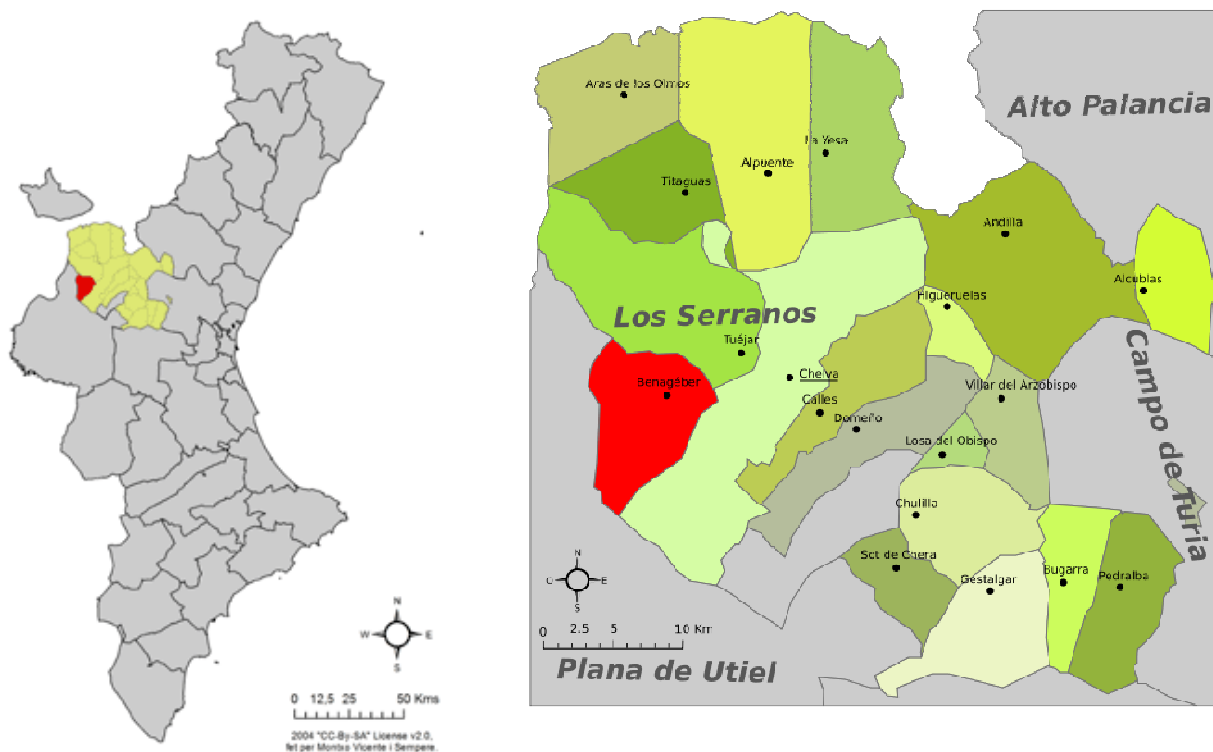 N
W
E
S
0 12,5 25 50 Kms
2004 "CC-By-SA" License v2.0,
fet per Montxo Vicente i Sempere.
Alto Palancia
Aras de los Olmos
La Yesa
Alpuente
Titaguas
Andilla
Alcublas
Higueruelas
Los Serranos
Tuéjar
Campo de Turia
Chelva
Benagéber
Villar del Arzobispo
Calles
Domeño
Losa del Obispo
Chulilla
Sot de Chera
Gestalgar
Bugarra
Pedralba
N
O
E
S
0 2.5 5 10 Km
Plana de Utiel